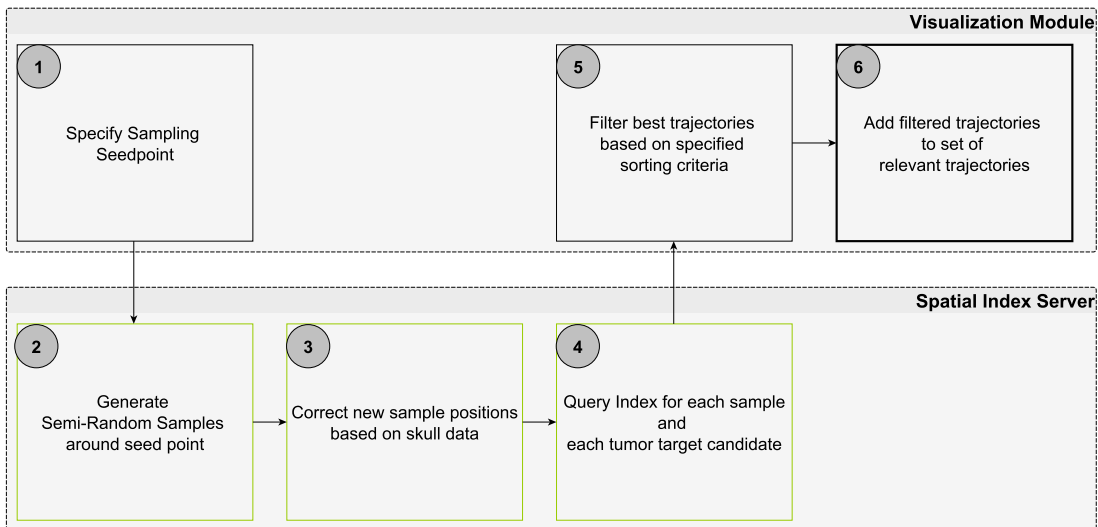 Visualization Module
1
Specify Sampling
Seedpoint
5
Filter best trajectories
based on specified
sorting criteria
6
Add filtered trajectories
to set of
relevant trajectories
Spatial Index Server
2
Generate
Semi-Random Samples
around seed point
3
Correct new sample positions
based on skull data
4
Query Index for each sample
and
each tumor target candidate